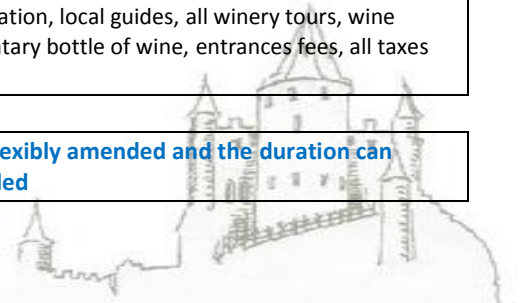 ation, local guides, all winery tours, wine
tary bottle of wine, entrances fees, all taxes
exibly amended and the duration can
led